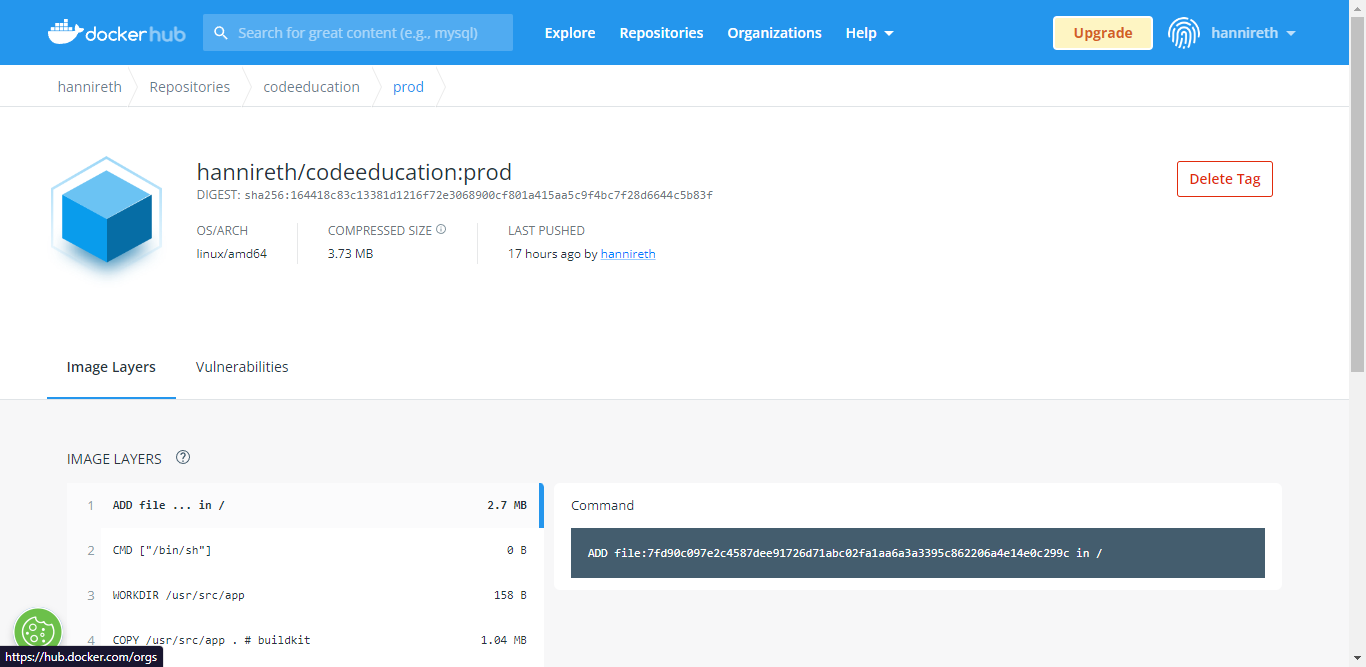 docker hub Search for great content (e.g., mysql) Explore Repositories Organizations Help Upgrade hannireth
hannireth Repositories codeeducation prod
hannireth/codeeducation:prod
Delete Tag
DIGEST: sha256:164418c83c13381d1216f72e3068900cf801a415aa5c9f4bc7f28d6644c5b83f
OS/ARCH COMPRESSED SIZE LAST PUSHED
linux/amd64 3.73 MB 17 hours ago by hannireth
Image Layers Vulnerabilities
IMAGE LAYERS
1 ADD file ... in / 2.7 MB
2 CMD ["/bin/sh"] 0 B
3 WORKDIR /usr/src/app 158 B
4 COPY /usr/src/app . # buildkit 1.04 MB
Command
ADD file:7fd90c097e2c4587dee91726d71abc02fa1aa6a3a3395c862206a4e14e0c299c in /
https://hub.docker.com/orgs